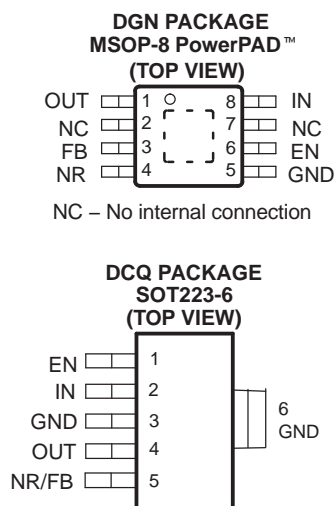 DGN PACKAGE
MSOP-8 PowerPAD™
(TOP VIEW)
OUT 1 8 IN
NC 2 7 NC
FB 3 6 EN
NR 4 5 GND
NC – No internal connection
DCQ PACKAGE
SOT223-6
(TOP VIEW)
EN 1
IN 2
GND 3
OUT 4
NR/FB 5
6
GND